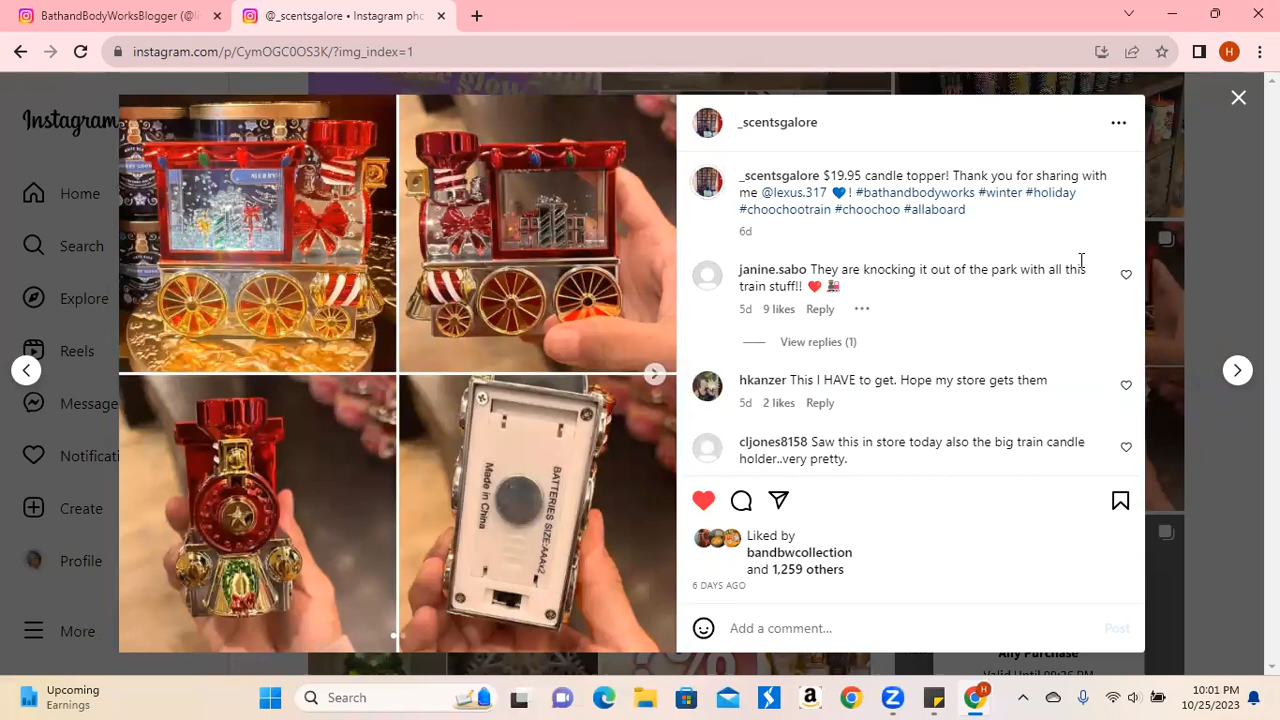 BathandBodyWorksBlogger (@li
@_scentsgalore • Instagram pho
instagram.com/p/CymOGC0OS3K/?img_index=1
H
Instagram
Home
Search
Explore
Reels
Message
Notificati
Create
Profile
More
MERRY
BATTERIES SIZE:AAAx2
Made in China
_scentsgalore
_scentsgalore $19.95 candle topper! Thank you for sharing with
me @lexus.317 💙! #bathandbodyworks #winter #holiday
#choochootrain #choochoo #allaboard
6d
janine.sabo They are knocking it out of the park with all this
train stuff!! ❤️ 🚂
5d 9 likes Reply
View replies (1)
hkanzer This I HAVE to get. Hope my store gets them
5d 2 likes Reply
cljones8158 Saw this in store today also the big train candle
holder..very pretty.
Liked by
bandbwcollection
and 1,259 others
6 DAYS AGO
Add a comment...
Post
Any Purchase
Upcoming
Earnings
Search
H
10:01 PM
10/25/2023